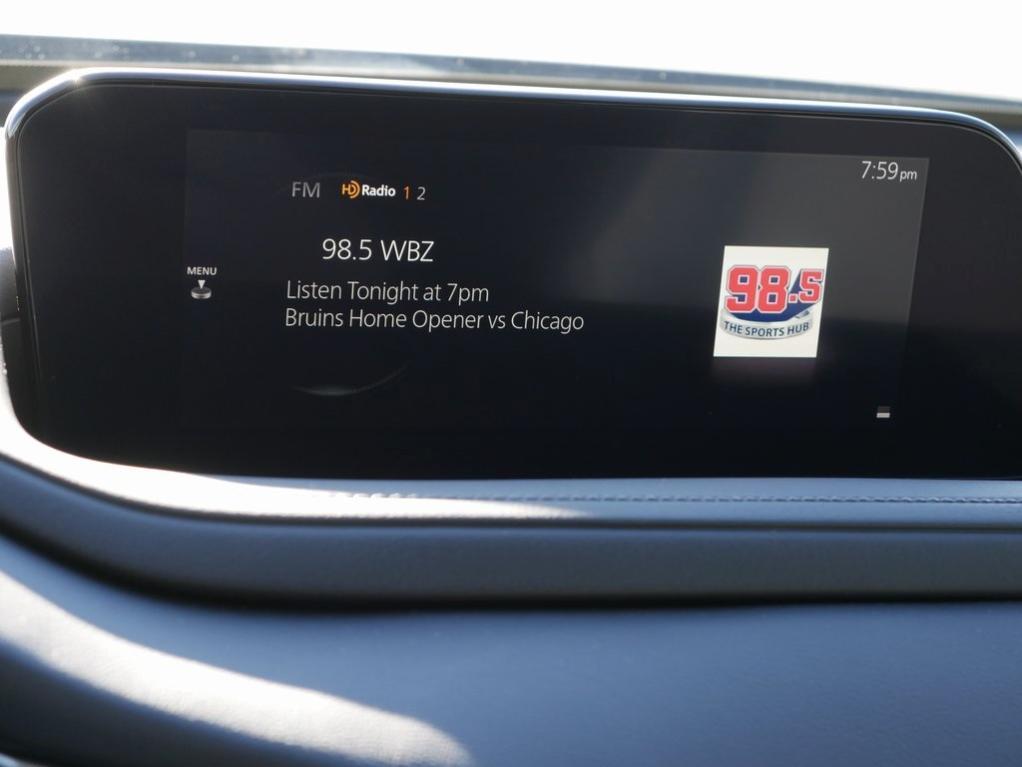 7:59pm
FM HD Radio 1 2
98.5 WBZ
MENU
Listen Tonight at 7pm
Bruins Home Opener vs Chicago
98.5
THE SPORTS HUB